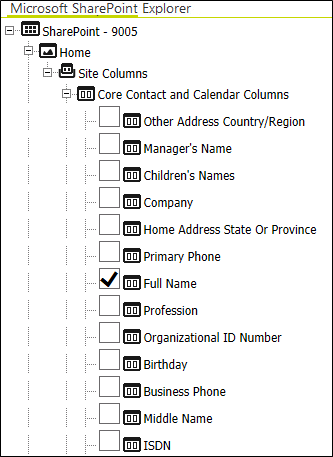 Microsoft SharePoint Explorer
SharePoint - 9005
Home
Site Columns
Core Contact and Calendar Columns
Other Address Country/Region
Manager's Name
Children's Names
Company
Home Address State Or Province
Primary Phone
Full Name
Profession
Organizational ID Number
Birthday
Business Phone
Middle Name
ISDN